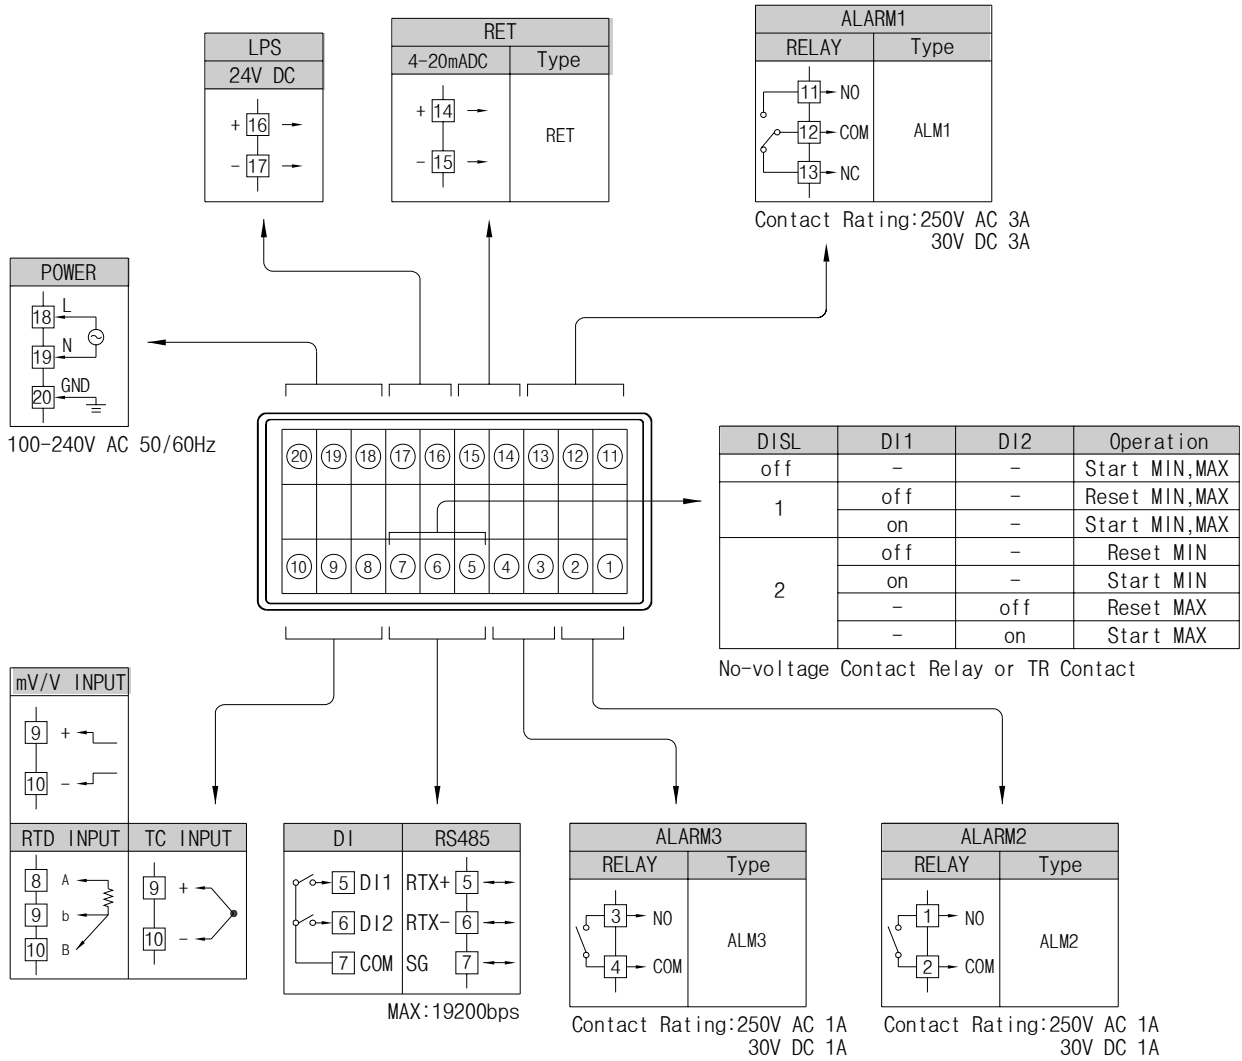 LPS
24V DC
+ 16
- 17
RET
4-20mADC Type
+ 14
- 15
RET
ALARM1
RELAY Type
11 NO
12 COM
13 NC
ALM1
Contact Rating:250V AC 3A
30V DC 3A
POWER
18 L
19 N
20 GND
100-240V AC 50/60Hz
20 19 18 17 16 15 14 13 12 11
10 9 8 7 6 5 4 3 2 1
DISL DI1 DI2 Operation
off - - Start MIN,MAX
1 off - Reset MIN,MAX
on - Start MIN,MAX
2 off - Reset MIN
on - Start MIN
- off Reset MAX
- on Start MAX
No-voltage Contact Relay or TR Contact
mV/V INPUT
9 +
10 -
RTD INPUT
8 A
9 b
10 B
TC INPUT
9 +
10 -
DI
5 DI1
6 DI2
7 COM
RS485
RTX+ 5
RTX- 6
SG 7
MAX:19200bps
ALARM3
RELAY Type
3 NO
4 COM
ALM3
Contact Rating:250V AC 1A
30V DC 1A
ALARM2
RELAY Type
1 NO
2 COM
ALM2
Contact Rating:250V AC 1A
30V DC 1A